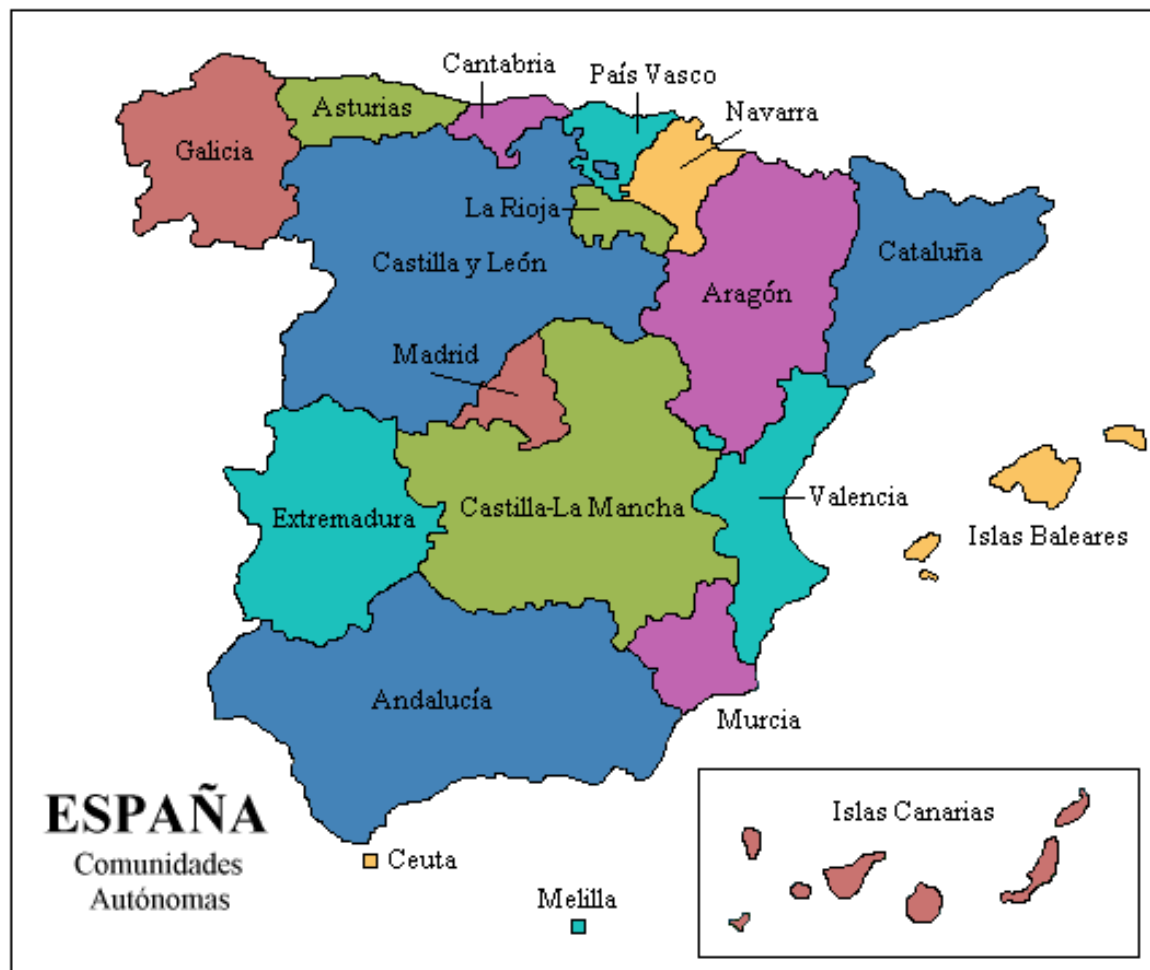 Cantabria
País Vasco
Asturias
Navarra
Galicia
La Rioja
Castilla y León
Cataluña
Aragón
Madrid
Valencia
Castilla-La Mancha
Extremadura
Islas Baleares
Andalucía
Murcia
ESPAÑA
Comunidades
Autónomas
Islas Canarias
Ceuta
Melilla